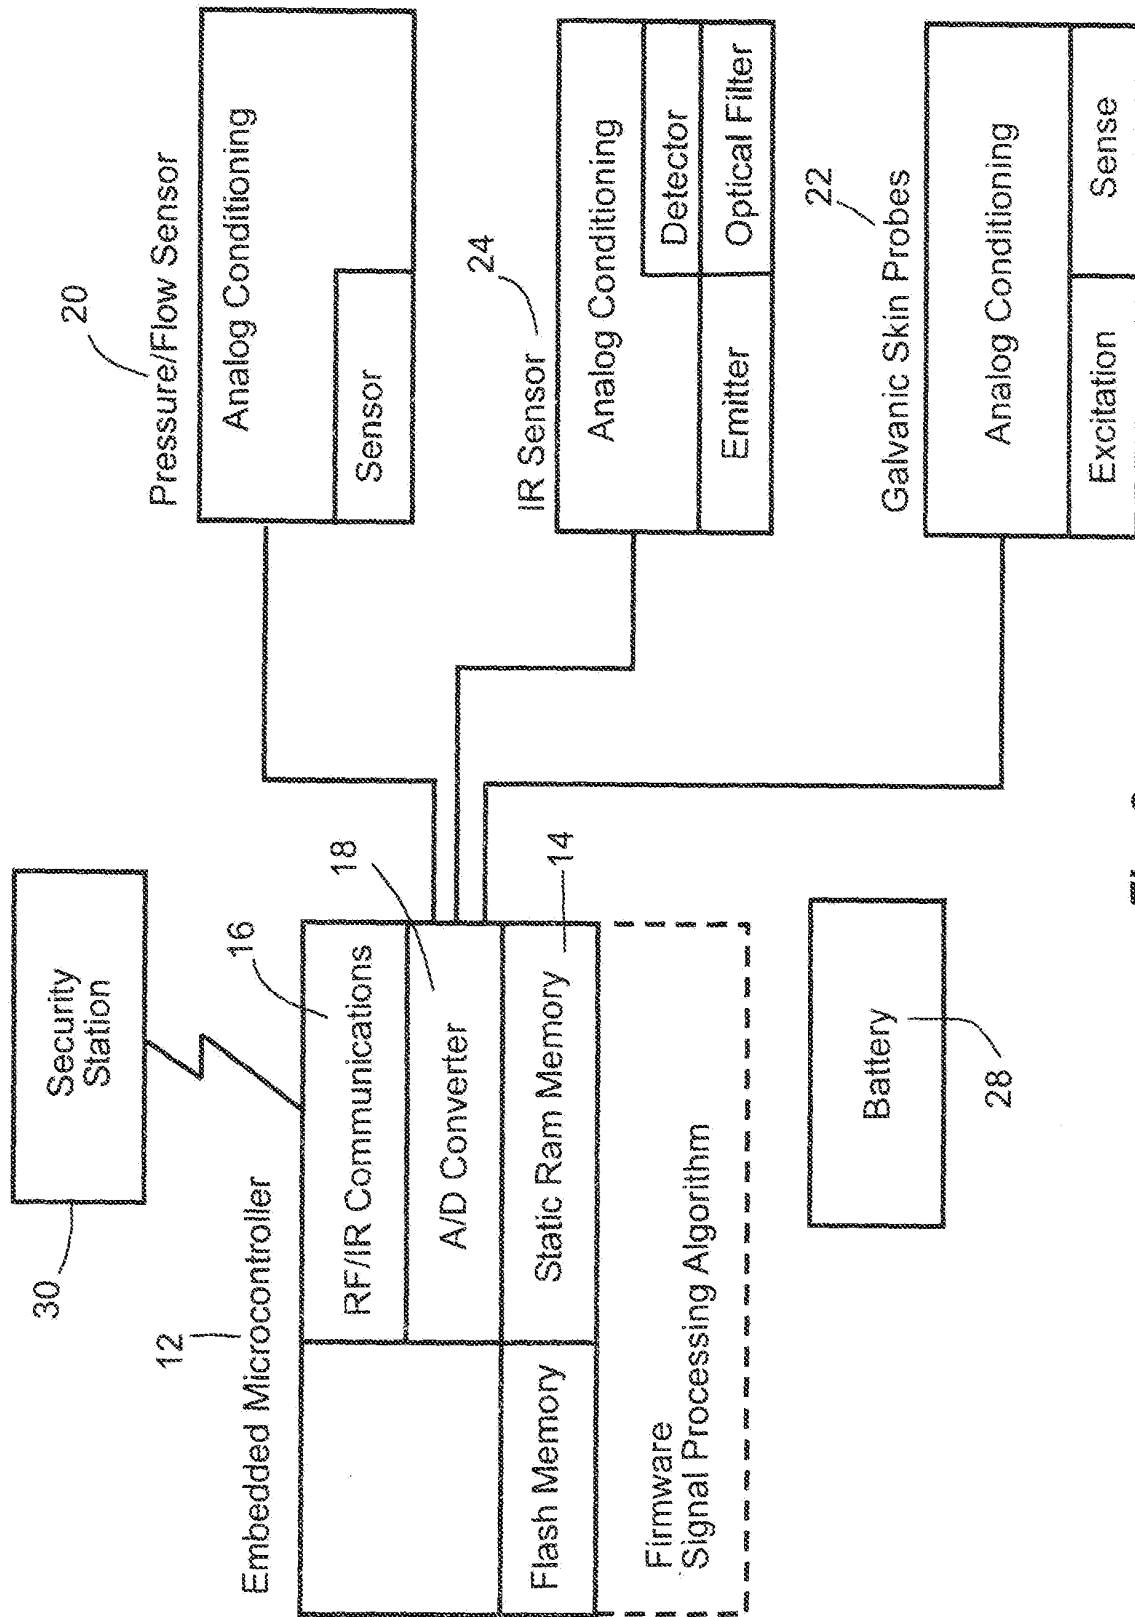 30
Security
Station
12
Embedded Microcontroller
16
RF/IR Communications
18
A/D Converter
14
Flash Memory
Static Ram Memory
Firmware
Signal Processing Algorithm
Battery
28
20
Pressure/Flow Sensor
Analog Conditioning
Sensor
24
IR Sensor
Analog Conditioning
Detector
Emitter
Optical Filter
22
Galvanic Skin Probes
Analog Conditioning
Excitation
Sense